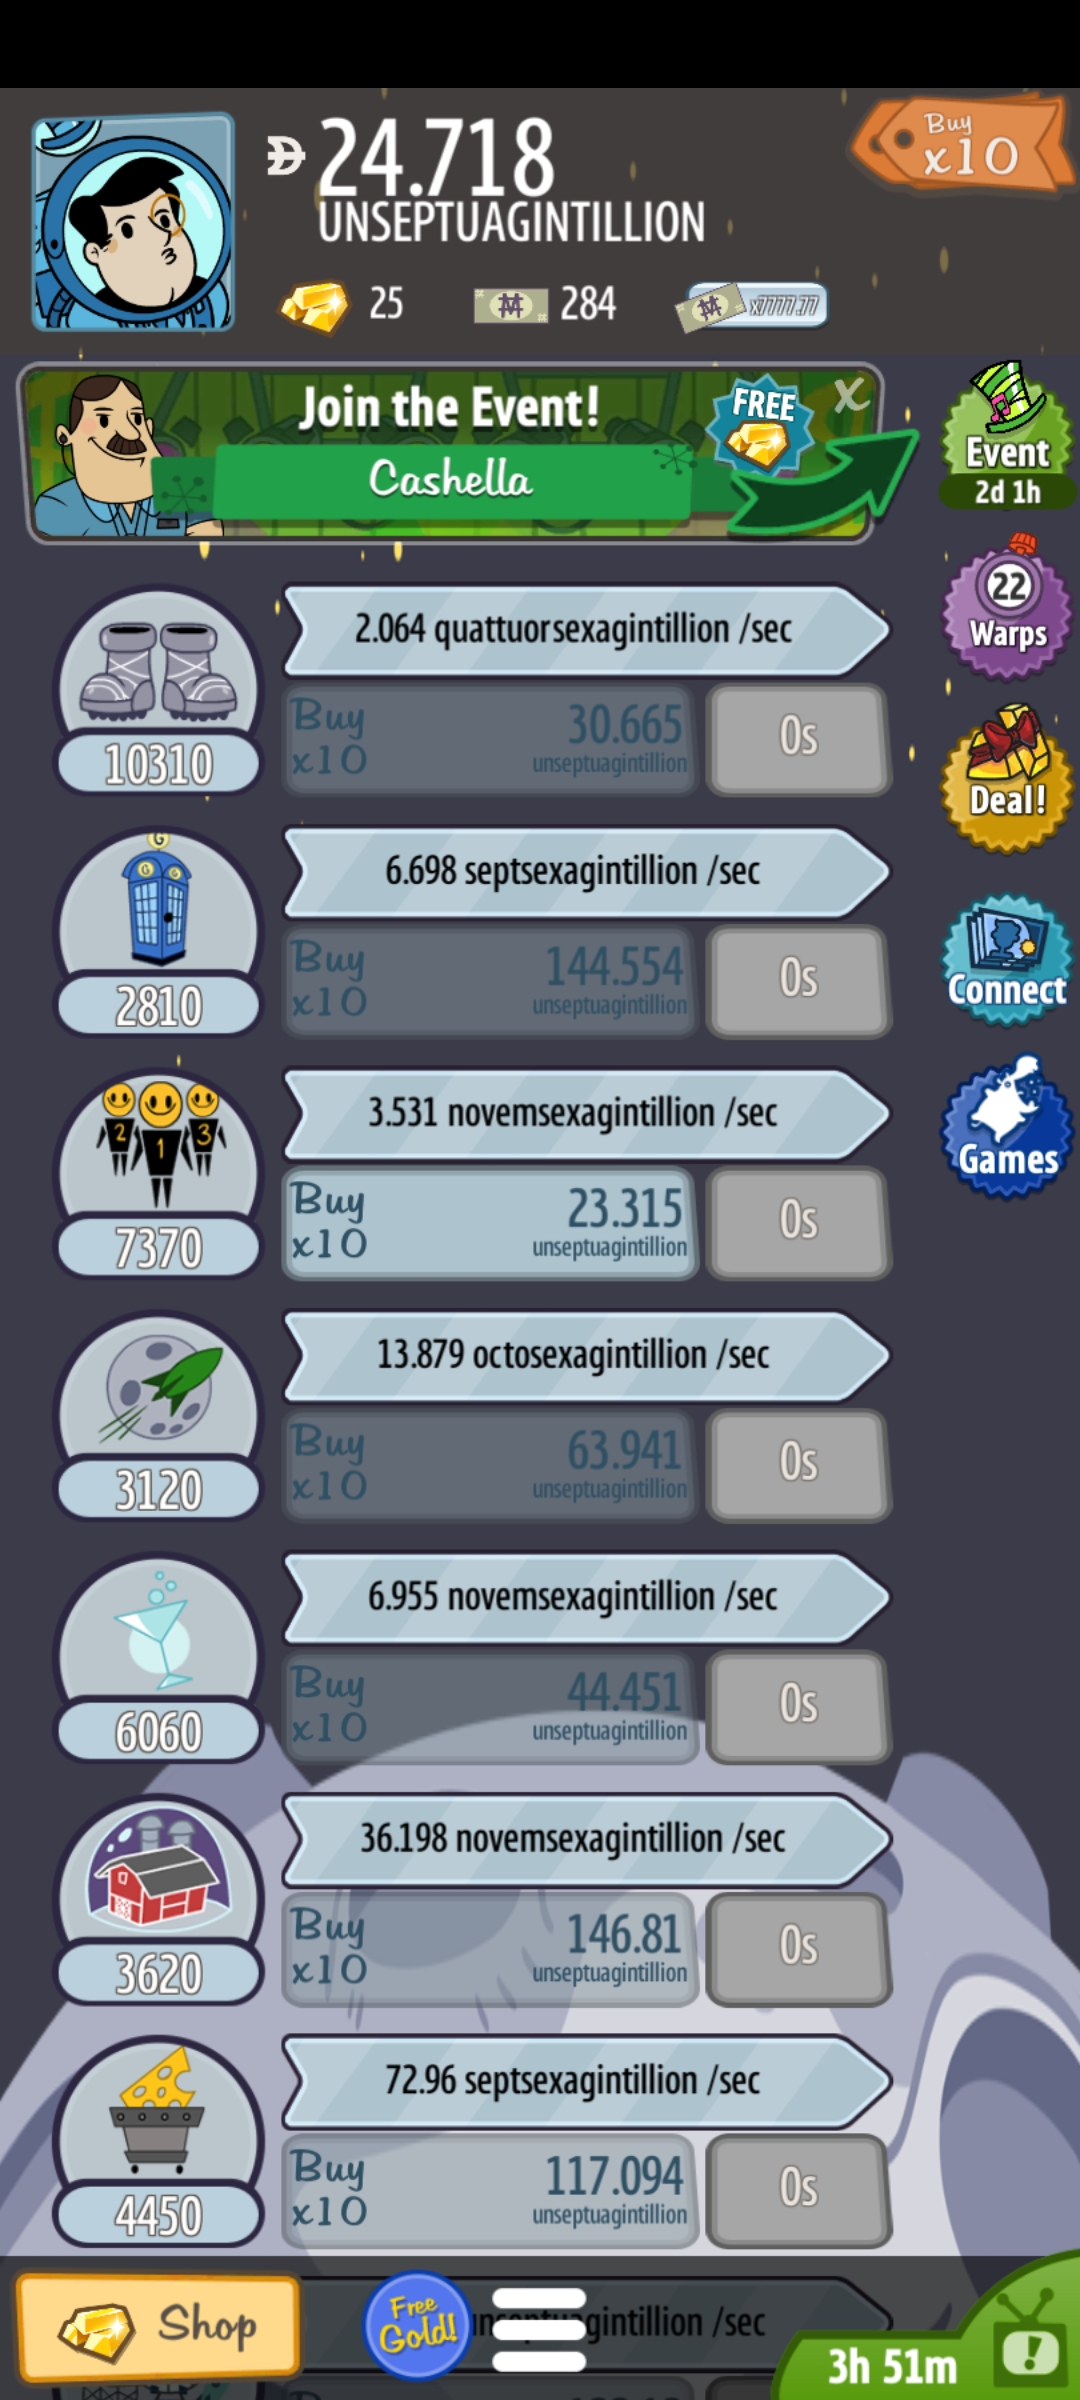 24.718
UNSEPTUAGINTILLION
Buy
x10
25
284
x7777.77
Join the Event!
FREE
X
Cashella
Event
2d 1h
2.064 quattuorsexagintillion /sec
Buy
x10
30.665
unseptuagintillion
0s
10310
22
Warps
Deal!
G
G G
6.698 septsexagintillion /sec
Buy
x10
144.554
unseptuagintillion
0s
2810
Connect
2 1 3
3.531 novemsexagintillion /sec
Buy
x10
23.315
unseptuagintillion
0s
7370
Games
13.879 octosexagintillion /sec
Buy
x10
63.941
unseptuagintillion
0s
3120
6.955 novemsexagintillion /sec
Buy
x10
44.451
unseptuagintillion
0s
6060
36.198 novemsexagintillion /sec
Buy
x10
146.81
unseptuagintillion
0s
3620
72.96 septsexagintillion /sec
Buy
x10
117.094
unseptuagintillion
0s
4450
Shop
Free
Gold!
/sec
3h 51m
!